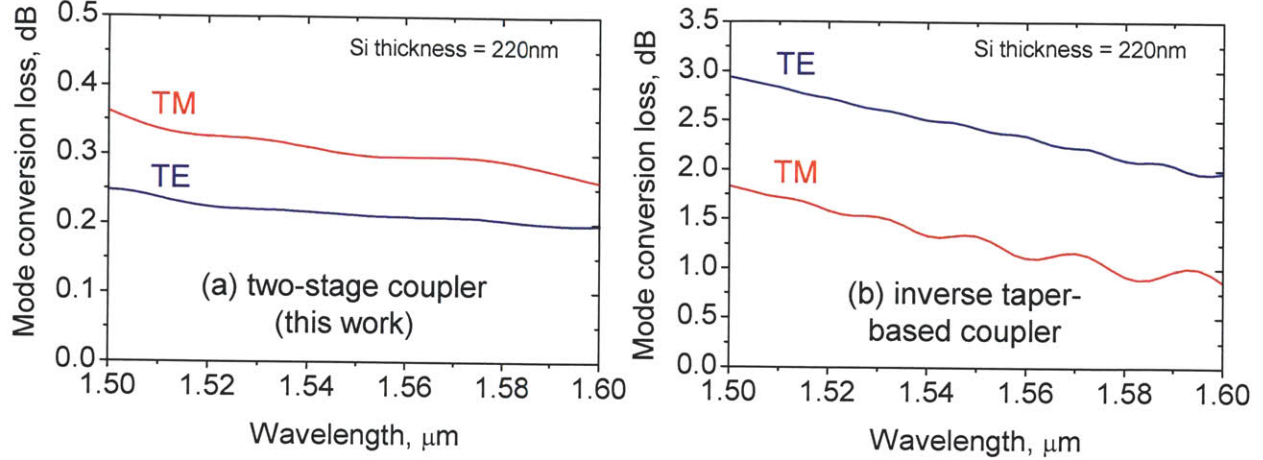 Mode conversion loss, dB
0.5
0.4
0.3
0.2
0.1
0.0
Si thickness = 220nm
TM
TE
(a) two-stage coupler
(this work)
1.50 1.52 1.54 1.56 1.58 1.60
Wavelength, μm
Mode conversion loss, dB
3.5
3.0
2.5
2.0
1.5
1.0
0.5
0.0
Si thickness = 220nm
TE
TM
(b) inverse taper-
based coupler
1.50 1.52 1.54 1.56 1.58 1.60
Wavelength, μm